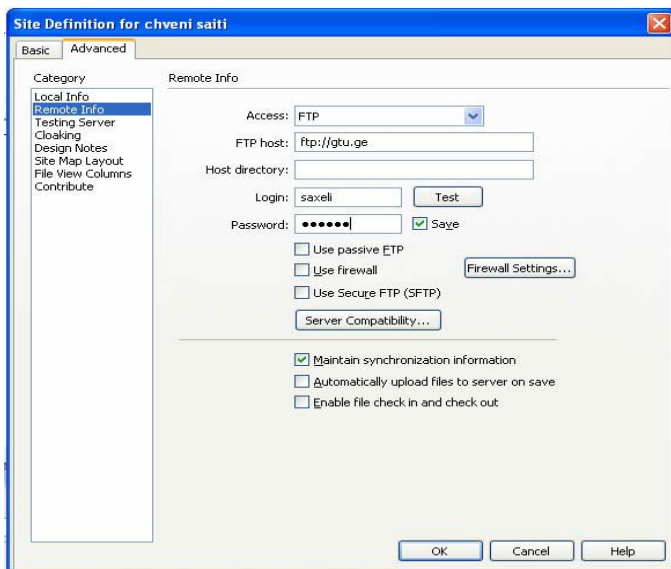 Site Definition for chveni saiti
Basic Advanced
Category
Local Info
Remote Info
Testing Server
Cloaking
Design Notes
Site Map Layout
File View Columns
Contribute
Remote Info
Access: FTP
FTP host: ftp://gtu.ge
Host directory:
Login: saxeli Test
Password: ●●●●●● Save
Use passive FTP
Use firewall Firewall Settings...
Use Secure FTP (SFTP)
Server Compatibility...
Maintain synchronization information
Automatically upload files to server on save
Enable file check in and check out
OK Cancel Help